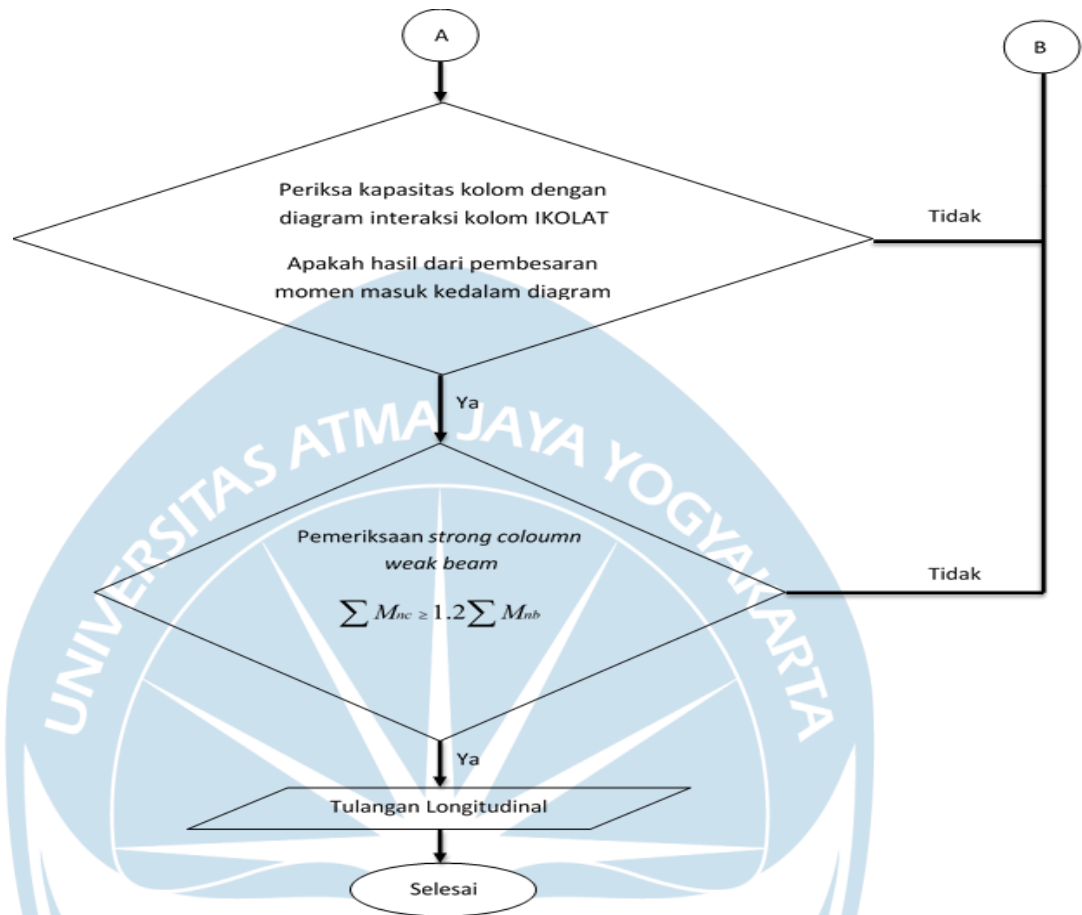 A
B
Periksa kapasitas kolom dengan
diagram interaksi kolom IKOLAT
Apakah hasil dari pembesaran
momen masuk kedalam diagram
Tidak
Ya
UNIVERSITAS ATMA JAYA YOGYAKARTA
Pemeriksaan strong coloumn
weak beam
∑ Mnc ≥ 1.2 ∑ Mnb
Tidak
Ya
Tulangan Longitudinal
Selesai